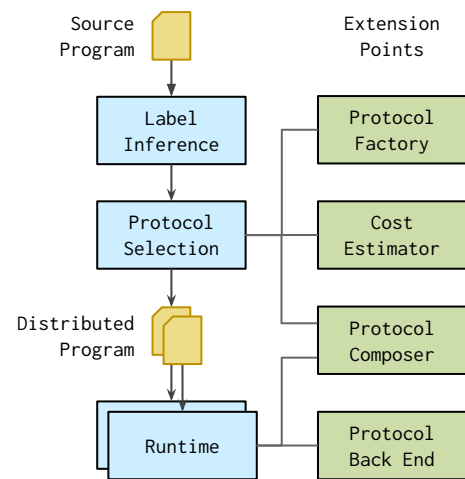 Source
Program
Extension
Points
Label
Inference
Protocol
Factory
Protocol
Selection
Cost
Estimator
Distributed
Program
Protocol
Composer
Runtime
Protocol
Back End